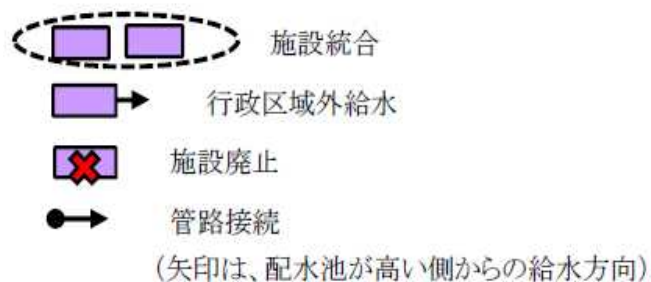 施設統合
行政区域外給水
施設廃止
管路接続
(矢印は、配水池が高い側からの給水方向)